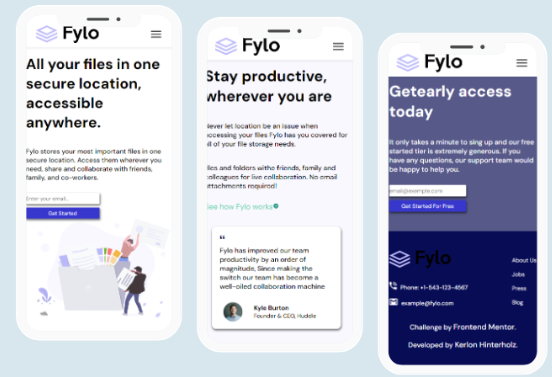 Fylo
All your files in one
secure location,
accessible
anywhere.
Fylo stores your most important files in one
secure location. Access them wherever you
need, share and collaborate with friends,
family, and co-workers.
Enter your email...
Get Started
Fylo
Stay productive,
wherever you are
Never let location be an issue when
accessing your files Fylo has you covered for
all of your file storage needs.
files and foldors withe friends, family and
colleagues for live collaboration. No email
attachments required!
See how Fylo works
“
Fylo has improved our team
productivity by an order of
magnitude, Since making the
switch our team has become a
well-oiled collaboration machine
Kyle Burton
Founder & CEO, Huddle
Fylo
Getearly access
today
It only takes a minute to sing up and our free
started tier is extremely generous. If you
have any questions, our support team would
be happy to help you.
email@example.com
Get Started For Free
Fylo
About Us
Jobs
Phone: +1-543-123-4567
Press
example@fylo.com
Blog
Challenge by Frontend Mentor.
Developed by Kerlon Hinterholz.